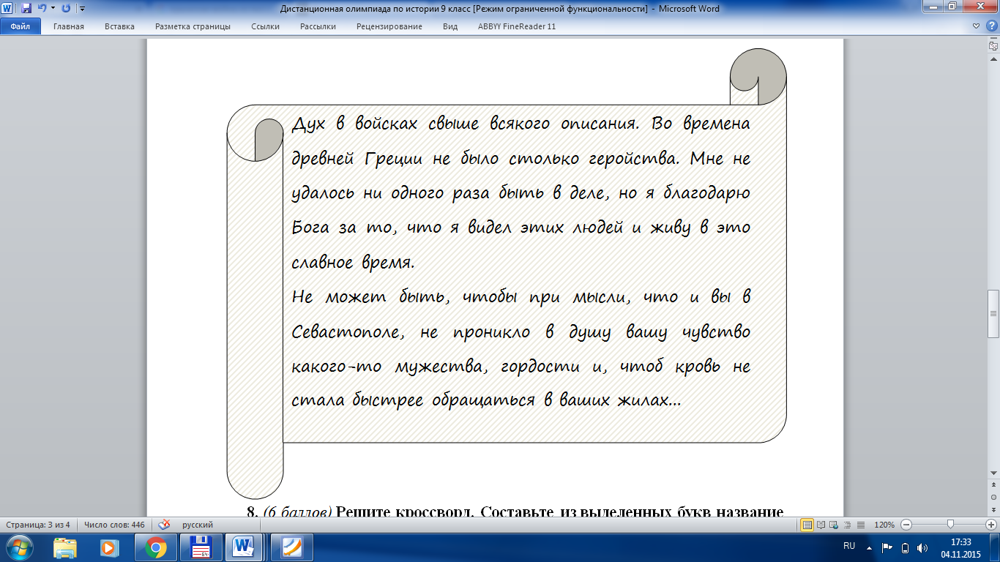 Дистанционная олимпиада по истории 9 класс [Режим ограниченной функциональности] - Microsoft Word
Файл Главная Вставка Разметка страницы Ссылки Рассылки Рецензирование Вид ABBYY FineReader 11
Дух в войсках свыше всякого описания. Во времена
древней Греции не было столько геройства. Мне не
удалось ни одного раза быть в деле, но я благодарю
Бога за то, что я видел этих людей и живу в это
славное время.
Не может быть, чтобы при мысли, что и вы в
Севастополе, не проникло в душу вашу чувство
какого-то мужества, гордости и, чтоб кровь не
стала быстрее обращаться в ваших жилах...
8. (6 баллов) Решите кроссворд. Составьте из выделенных букв название
Страница: 3 из 4 Число слов: 446 русский 120%
64
RU 17:33
04.11.2015